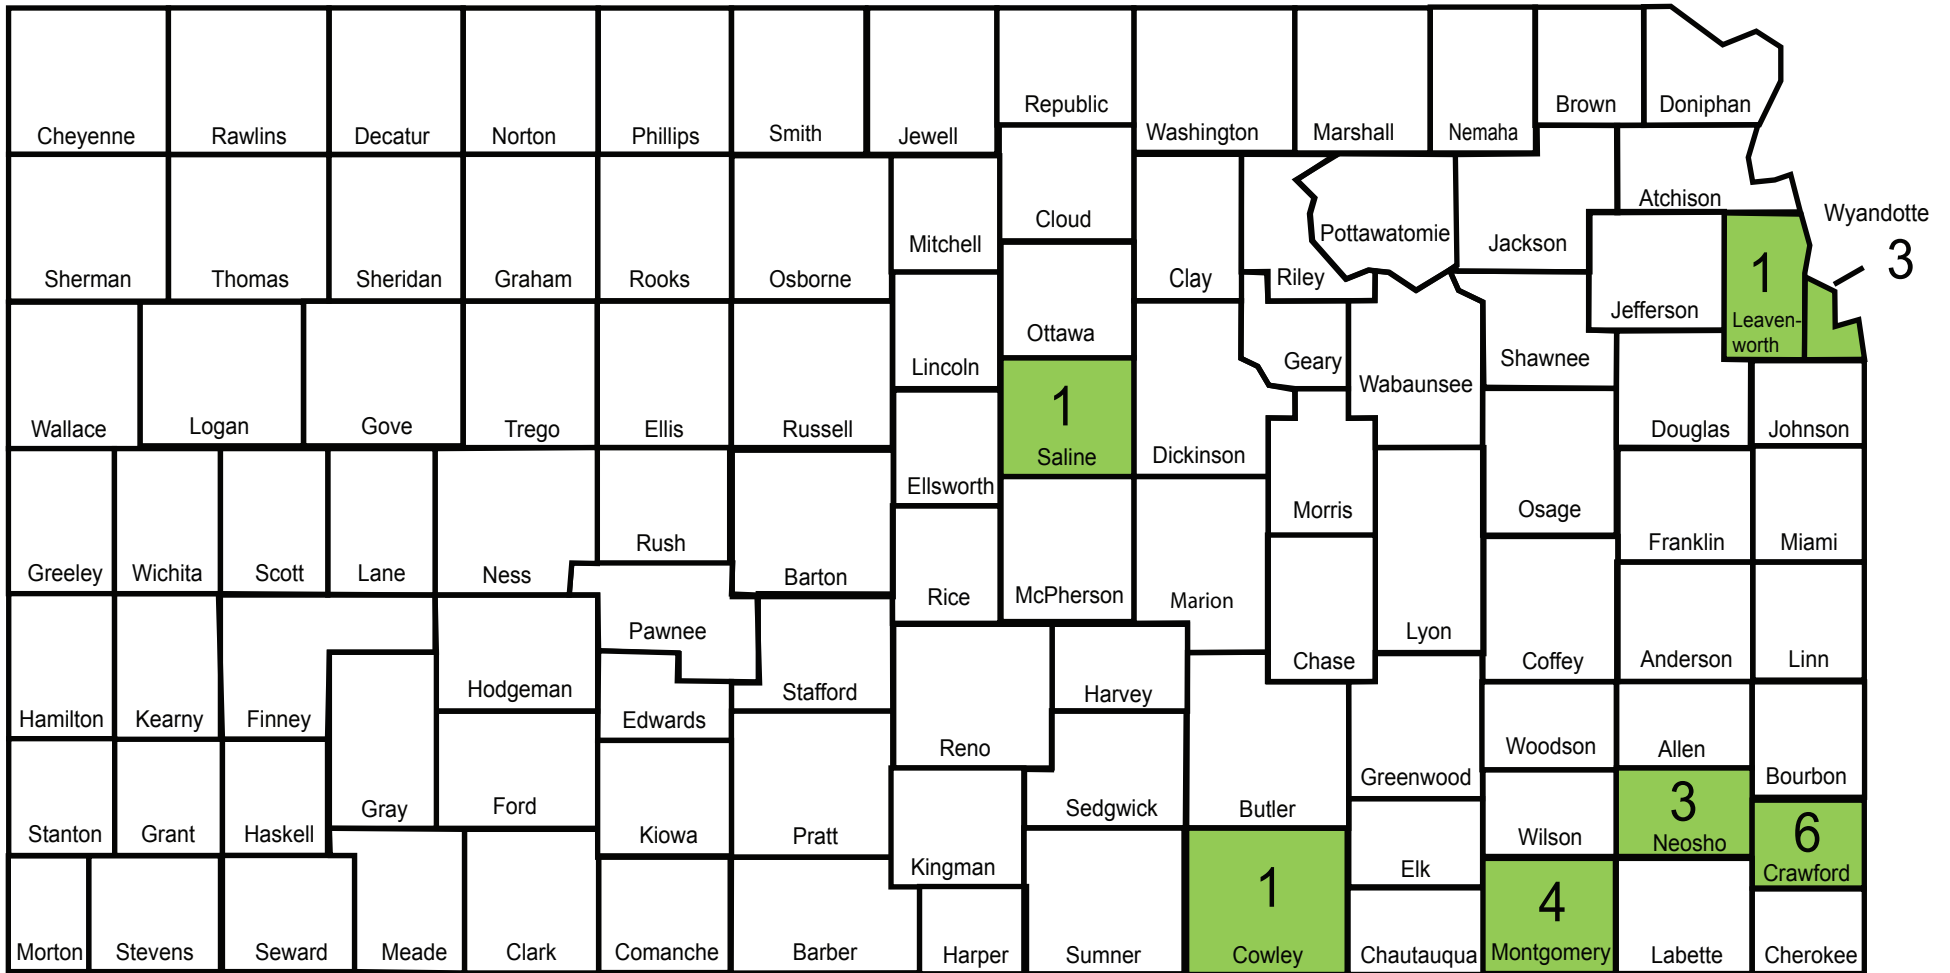 Cheyenne
Rawlins
Decatur
Norton
Phillips
Smith
Jewell
Republic
Washington
Marshall
Nemaha
Brown
Doniphan
Sherman
Thomas
Sheridan
Graham
Rooks
Osborne
Mitchell
Cloud
Clay
Riley
Pottawatomie
Jackson
Atchison
Wyandotte
3
Jefferson
1
Leaven-
worth
Wallace
Logan
Gove
Trego
Ellis
Russell
Lincoln
Ottawa
1
Saline
Dickinson
Geary
Wabaunsee
Shawnee
Douglas
Johnson
Greeley
Wichita
Scott
Lane
Ness
Rush
Barton
Ellsworth
Rice
McPherson
Marion
Morris
Chase
Lyon
Osage
Franklin
Miami
Hamilton
Kearny
Finney
Hodgeman
Pawnee
Edwards
Stafford
Reno
Harvey
Coffey
Anderson
Linn
Stanton
Grant
Haskell
Gray
Ford
Kiowa
Pratt
Kingman
Sedgwick
Butler
Greenwood
Woodson
Allen
Bourbon
Wilson
3
Neosho
6
Crawford
Morton
Stevens
Seward
Meade
Clark
Comanche
Barber
Harper
Sumner
1
Cowley
Elk
Chautauqua
4
Montgomery
Labette
Cherokee